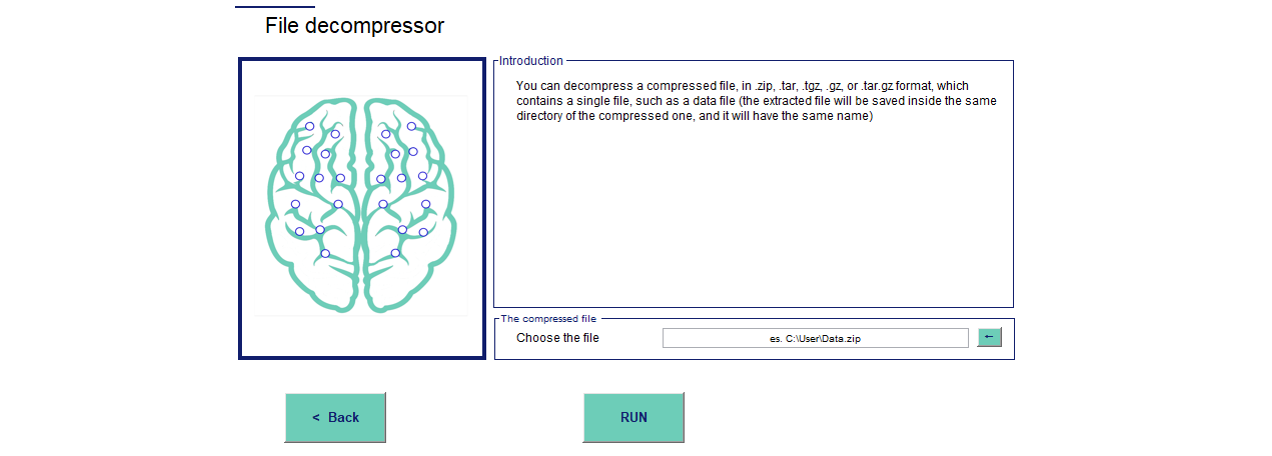 File decompressor
Introduction
You can decompress a compressed file, in .zip, .tar, .tgz, .gz, or .tar.gz format, which
contains a single file, such as a data file (the extracted file will be saved inside the same
directory of the compressed one, and it will have the same name)
The compressed file
Choose the file
es. C:\User\Data.zip
←
< Back
RUN